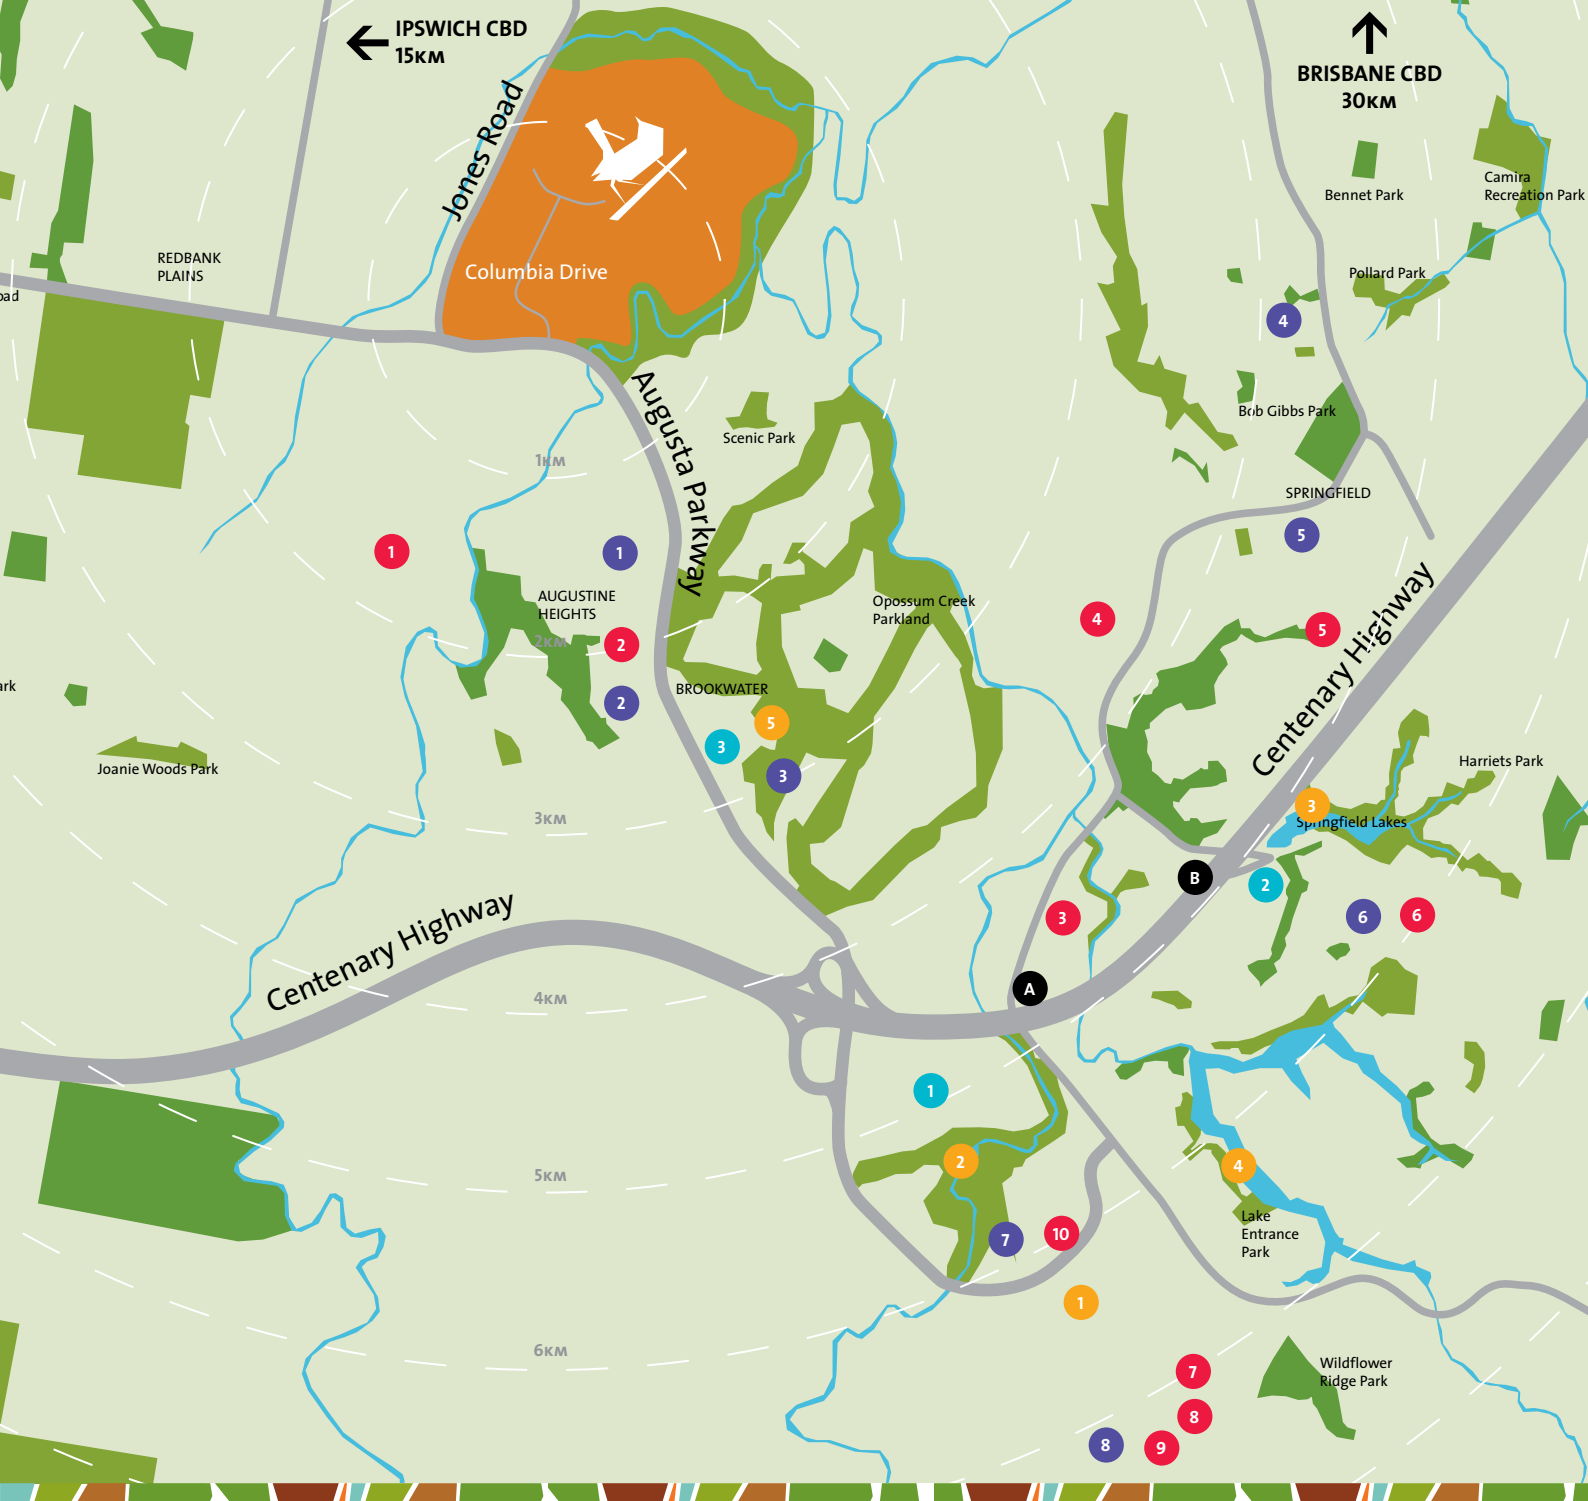 IPSWICH CBD
15KM
BRISBANE CBD
30KM
Jones Road
Camira
Recreation Park
Bennet Park
REDBANK
PLAINS
Columbia Drive
Pollard Park
oad
4
Augusta Parkway
Bob Gibbs Park
Scenic Park
1KM
SPRINGFIELD
5
1
1
AUGUSTINE
HEIGHTS
Opossum Creek
Parkland
4
5
2KM
2
Centenary Highway
ark
BROOKWATER
2
5
3
3
Joanie Woods Park
Harriets Park
3
Springfield Lakes
3KM
B
2
Centenary Highway
3
6
6
A
4KM
1
2
4
5KM
Lake
Entrance
Park
7
10
1
6KM
7
Wildflower
Ridge Park
8
8
9